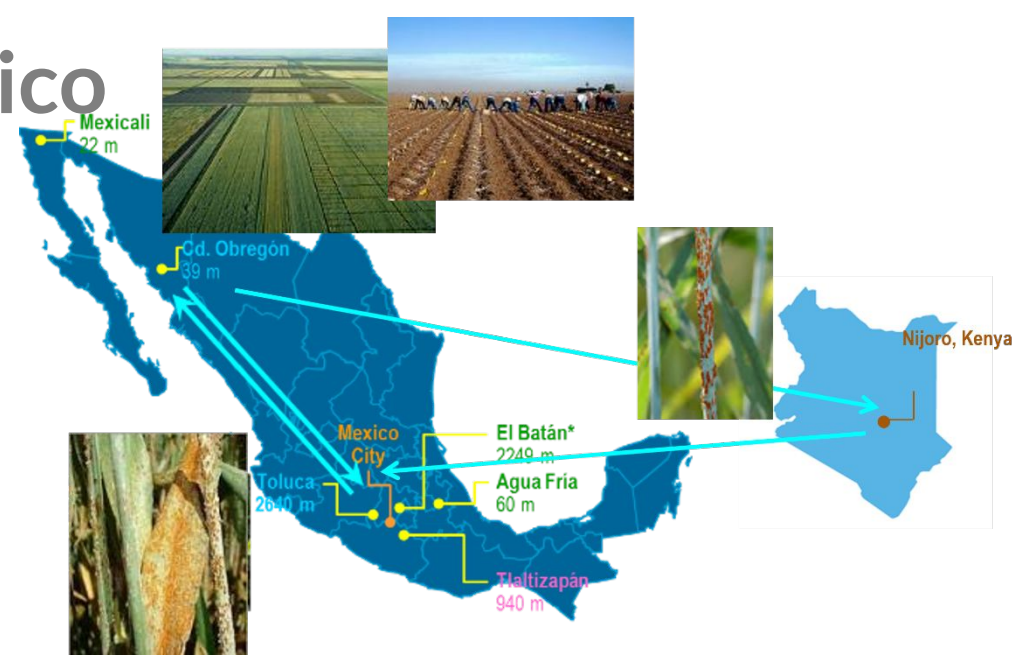 ico
Mexicali
22 m
Cd. Obregón
39 m
Nijoro, Kenya
Mexico
City
El Batán*
2249 m
Toluca
2640 m
Agua Fría
60 m
Tlaltizapán
940 m